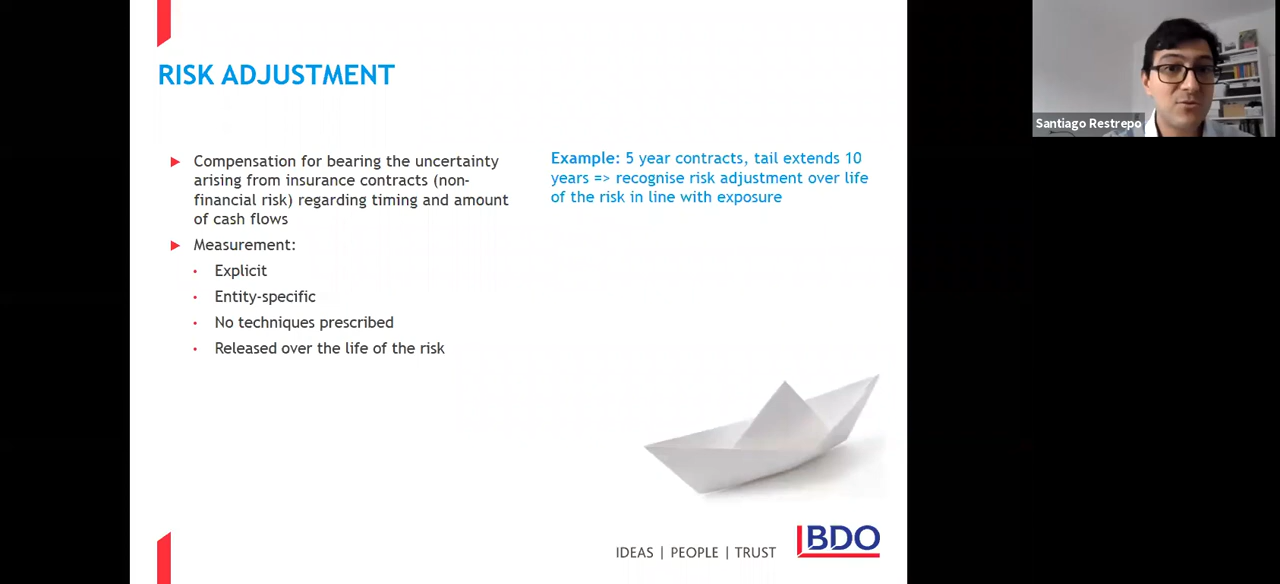 RISK ADJUSTMENT
Compensation for bearing the uncertainty
arising from insurance contracts (non-
financial risk) regarding timing and amount
of cash flows
Measurement:
Explicit
Entity-specific
No techniques prescribed
Released over the life of the risk
Example: 5 year contracts, tail extends 10
years => recognise risk adjustment over life
of the risk in line with exposure
IDEAS | PEOPLE | TRUST
BDO
Santiago Restrepo